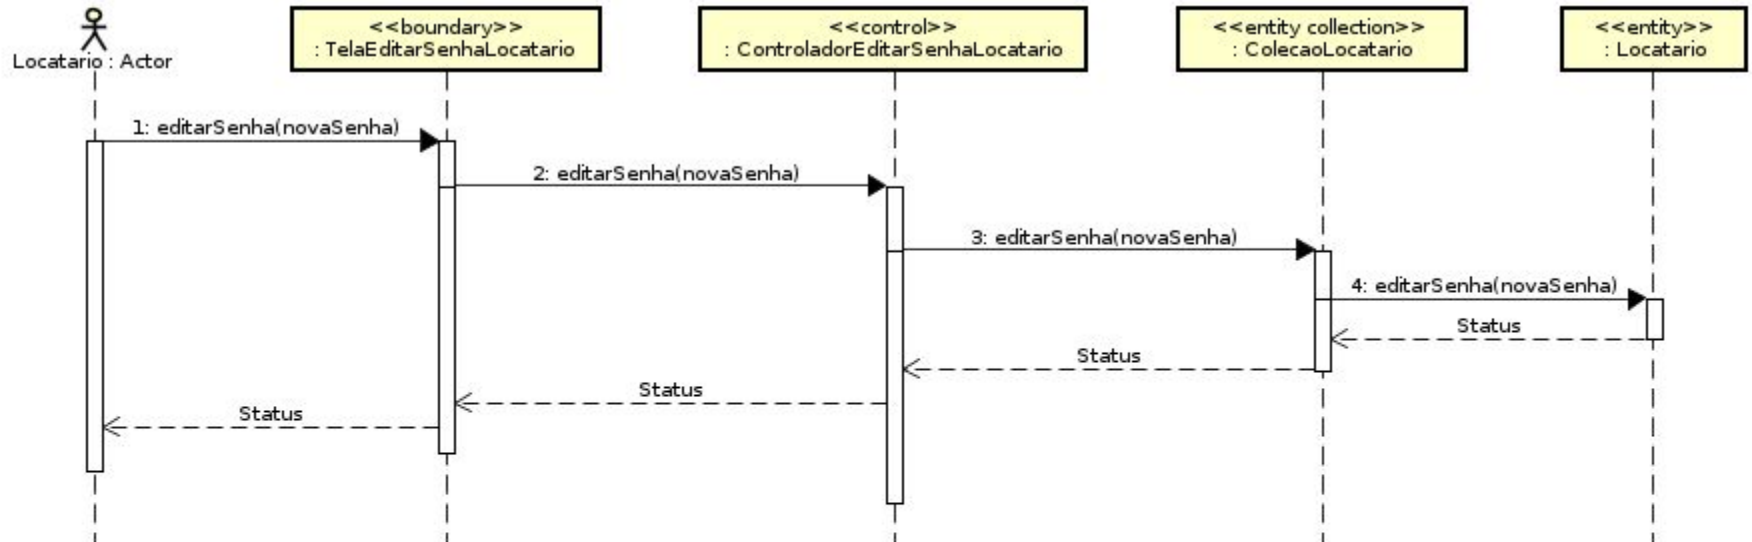 Locatario : Actor
<<boundary>>
: TelaEditarSenhaLocatario
<<control>>
: ControladorEditarSenhaLocatario
<<entity collection>>
: ColecaoLocatario
<<entity>>
: Locatario
1: editarSenha(novaSenha)
2: editarSenha(novaSenha)
3: editarSenha(novaSenha)
4: editarSenha(novaSenha)
Status
Status
Status
Status